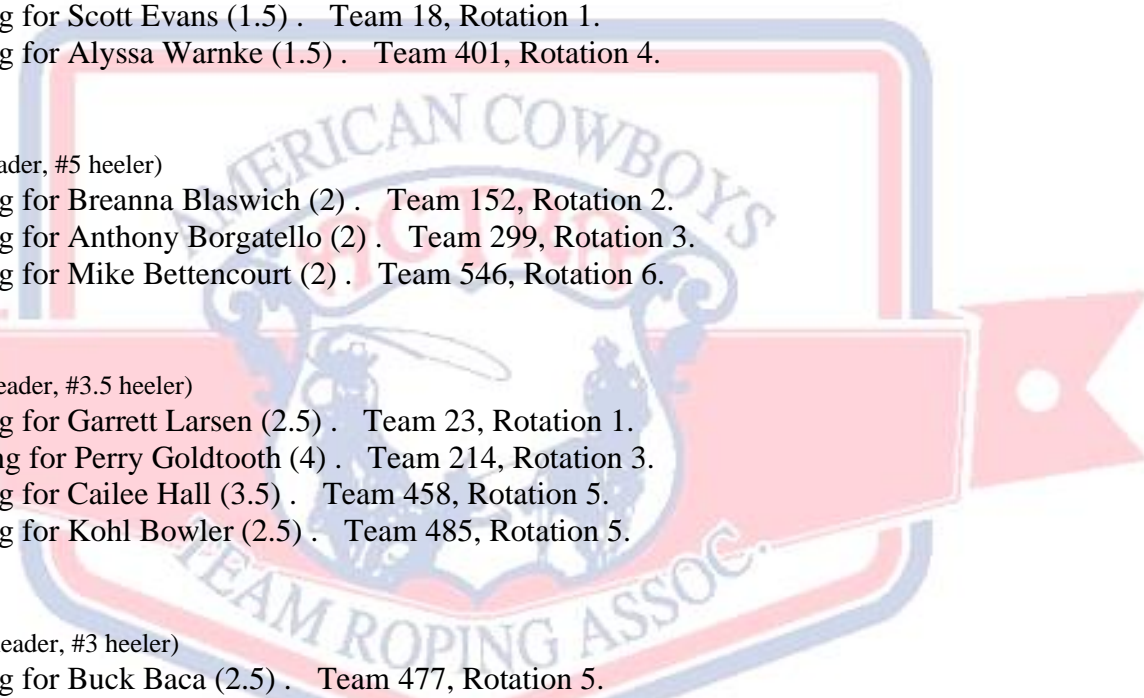 g for Scott Evans (1.5) . Team 18, Rotation 1.
g for Alyssa Warnke (1.5) . Team 401, Rotation 4.
AMERICAN COWBOYS
ACTRA
ader, #5 heeler)
g for Breanna Blaswich (2) . Team 152, Rotation 2.
g for Anthony Borgatello (2) . Team 299, Rotation 3.
g for Mike Bettencourt (2) . Team 546, Rotation 6.
eader, #3.5 heeler)
g for Garrett Larsen (2.5) . Team 23, Rotation 1.
ng for Perry Goldtooth (4) . Team 214, Rotation 3.
g for Cailee Hall (3.5) . Team 458, Rotation 5.
g for Kohl Bowler (2.5) . Team 485, Rotation 5.
TEAM ROPING ASSOC.
eader, #3 heeler)
g for Buck Baca (2.5) . Team 477, Rotation 5.